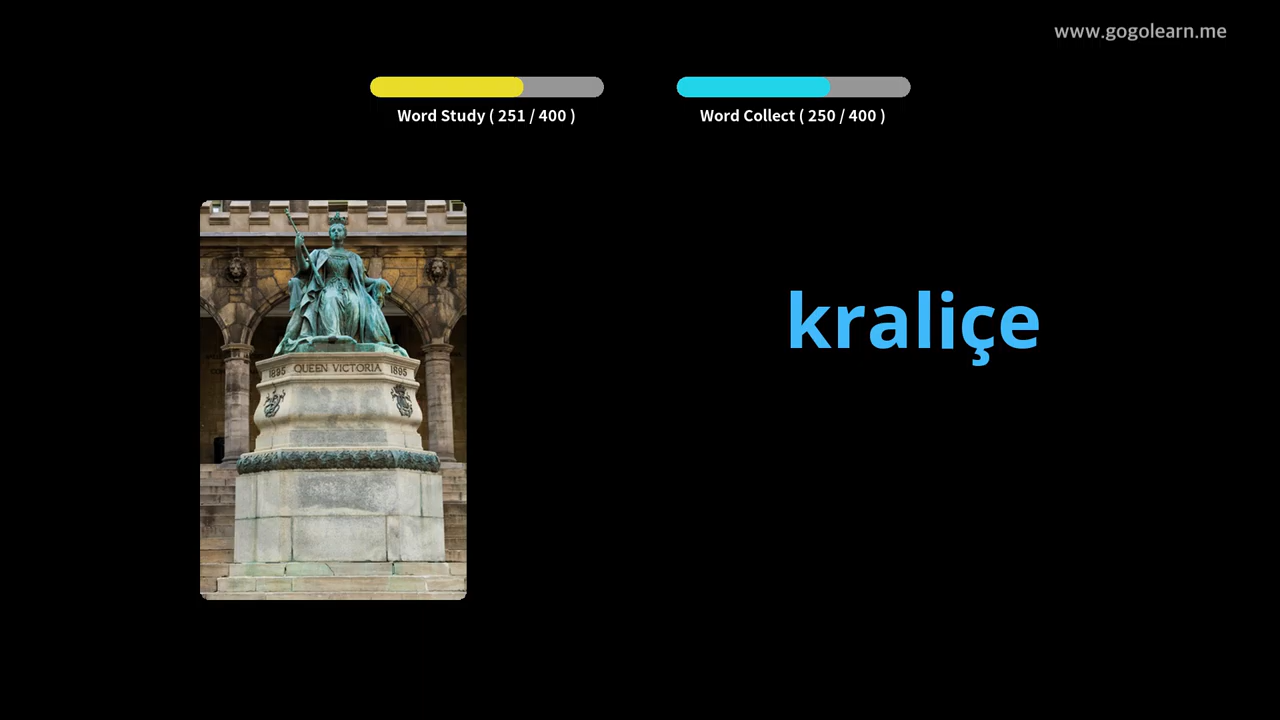 www.gogolearn.me
Word Study ( 251 / 400 )
Word Collect ( 250 / 400 )
1895 QUEEN VICTORIA 1895
kraliçe